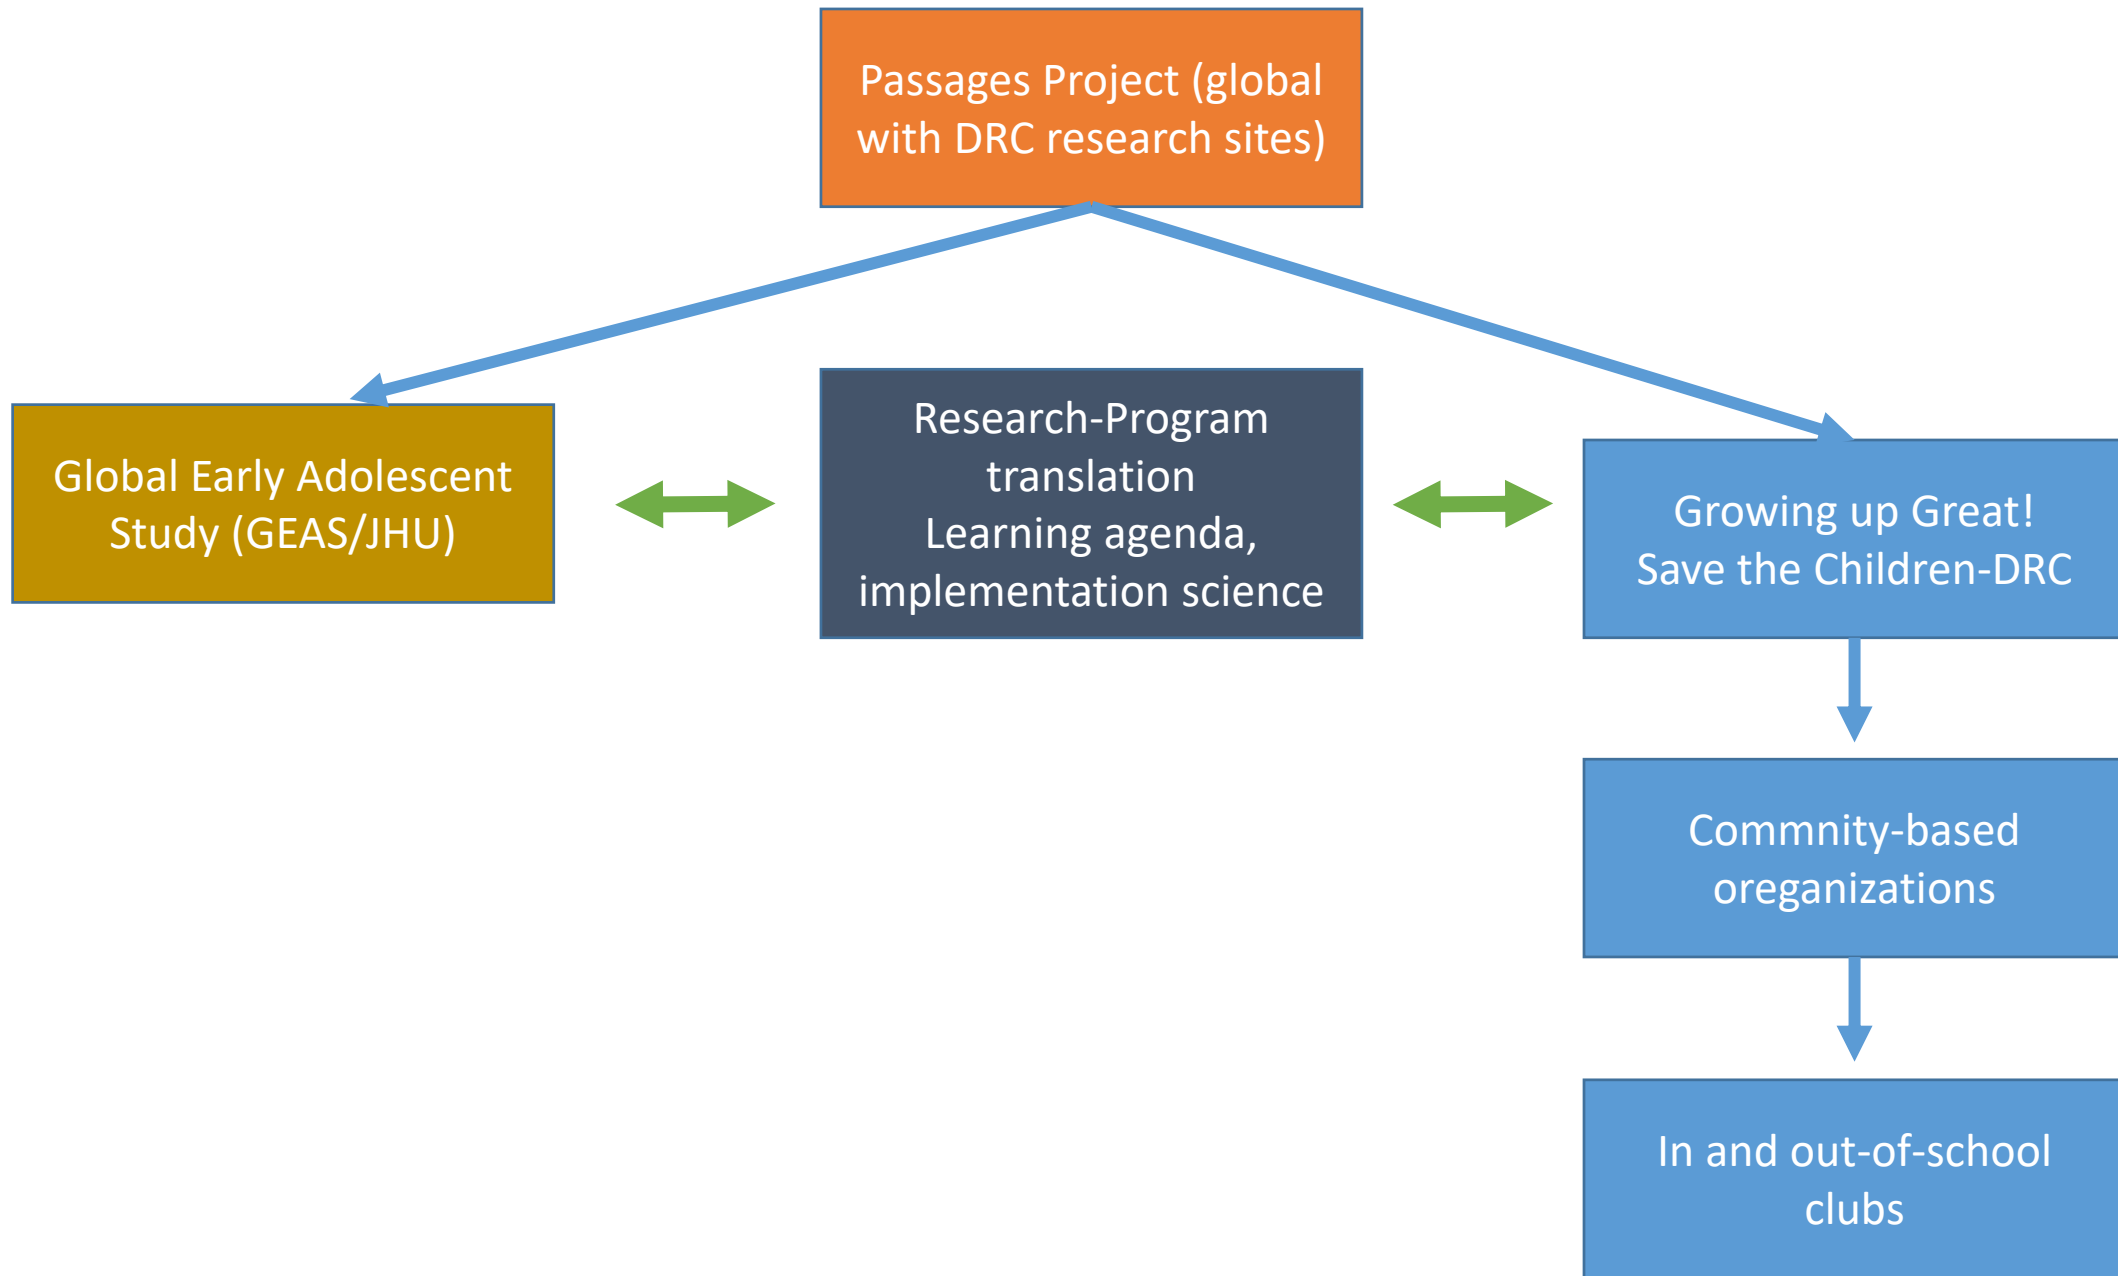 Passages Project (global
with DRC research sites)
Global Early Adolescent
Study (GEAS/JHU)
Research-Program
translation
Learning agenda,
implementation science
Growing up Great!
Save the Children-DRC
Commnity-based
oreganizations
In and out-of-school
clubs